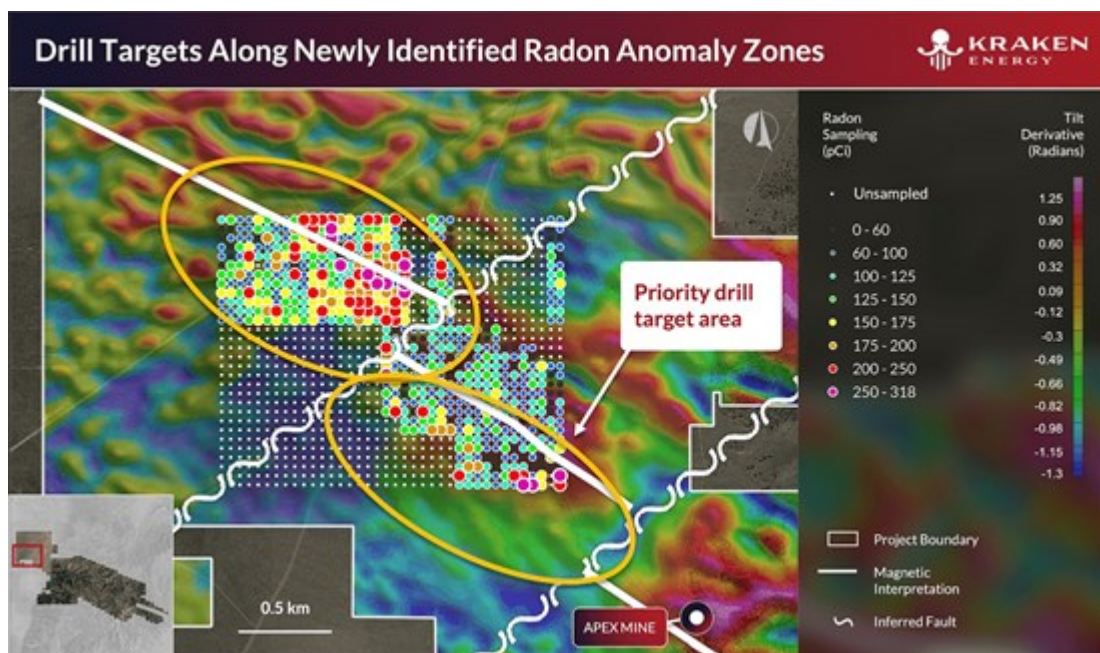 Drill Targets Along Newly Identified Radon Anomaly Zones
KRAKEN
ENERGY
Radon
Sampling
(pCi)
Unsampled
0 - 60
60 - 100
100 - 125
125 - 150
150 - 175
175 - 200
200 - 250
250 - 318
Tilt
Derivative
(Radians)
1.25
0.90
0.60
0.32
0.09
-0.12
-0.3
-0.49
-0.66
-0.82
-0.98
-1.15
-1.3
Priority drill
target area
Project Boundary
Magnetic
Interpretation
Inferred Fault
0.5 km
APEX MINE